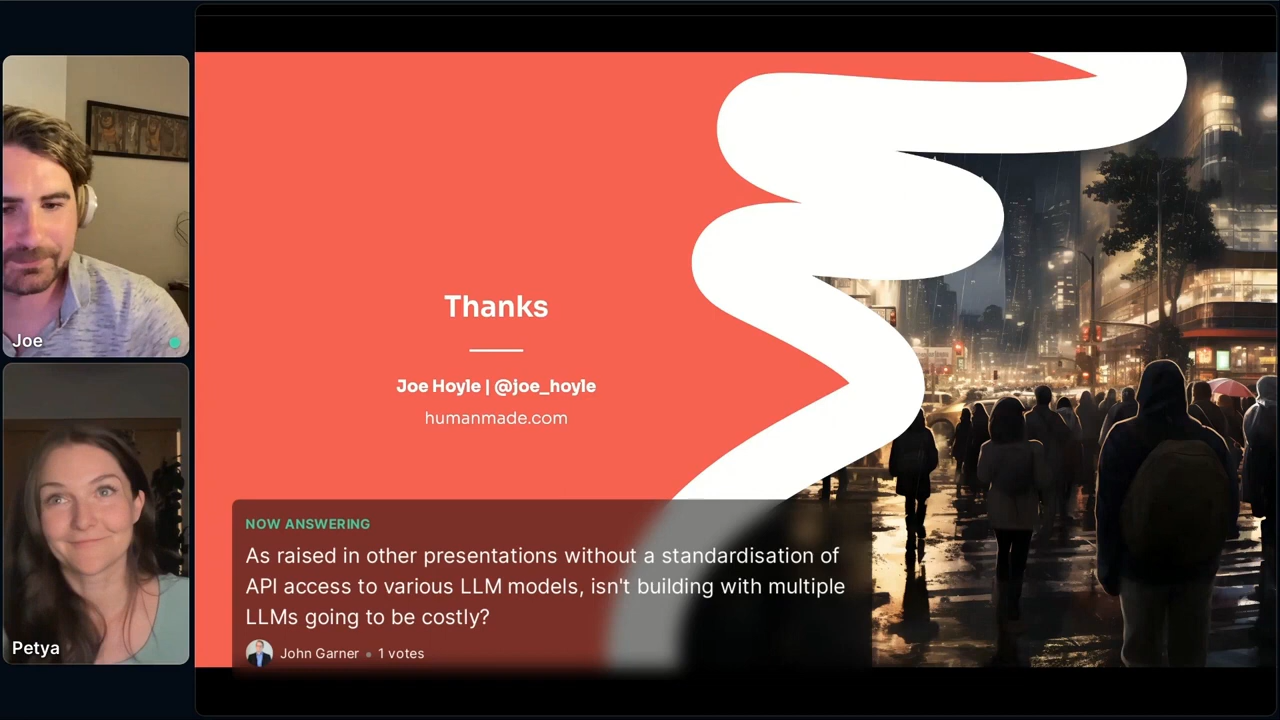 Joe
Petya
Thanks
Joe Hoyle | @joe_hoyle
humanmade.com
NOW ANSWERING
As raised in other presentations without a standardisation of
API access to various LLM models, isn't building with multiple
LLMs going to be costly?
John Garner • 1 votes